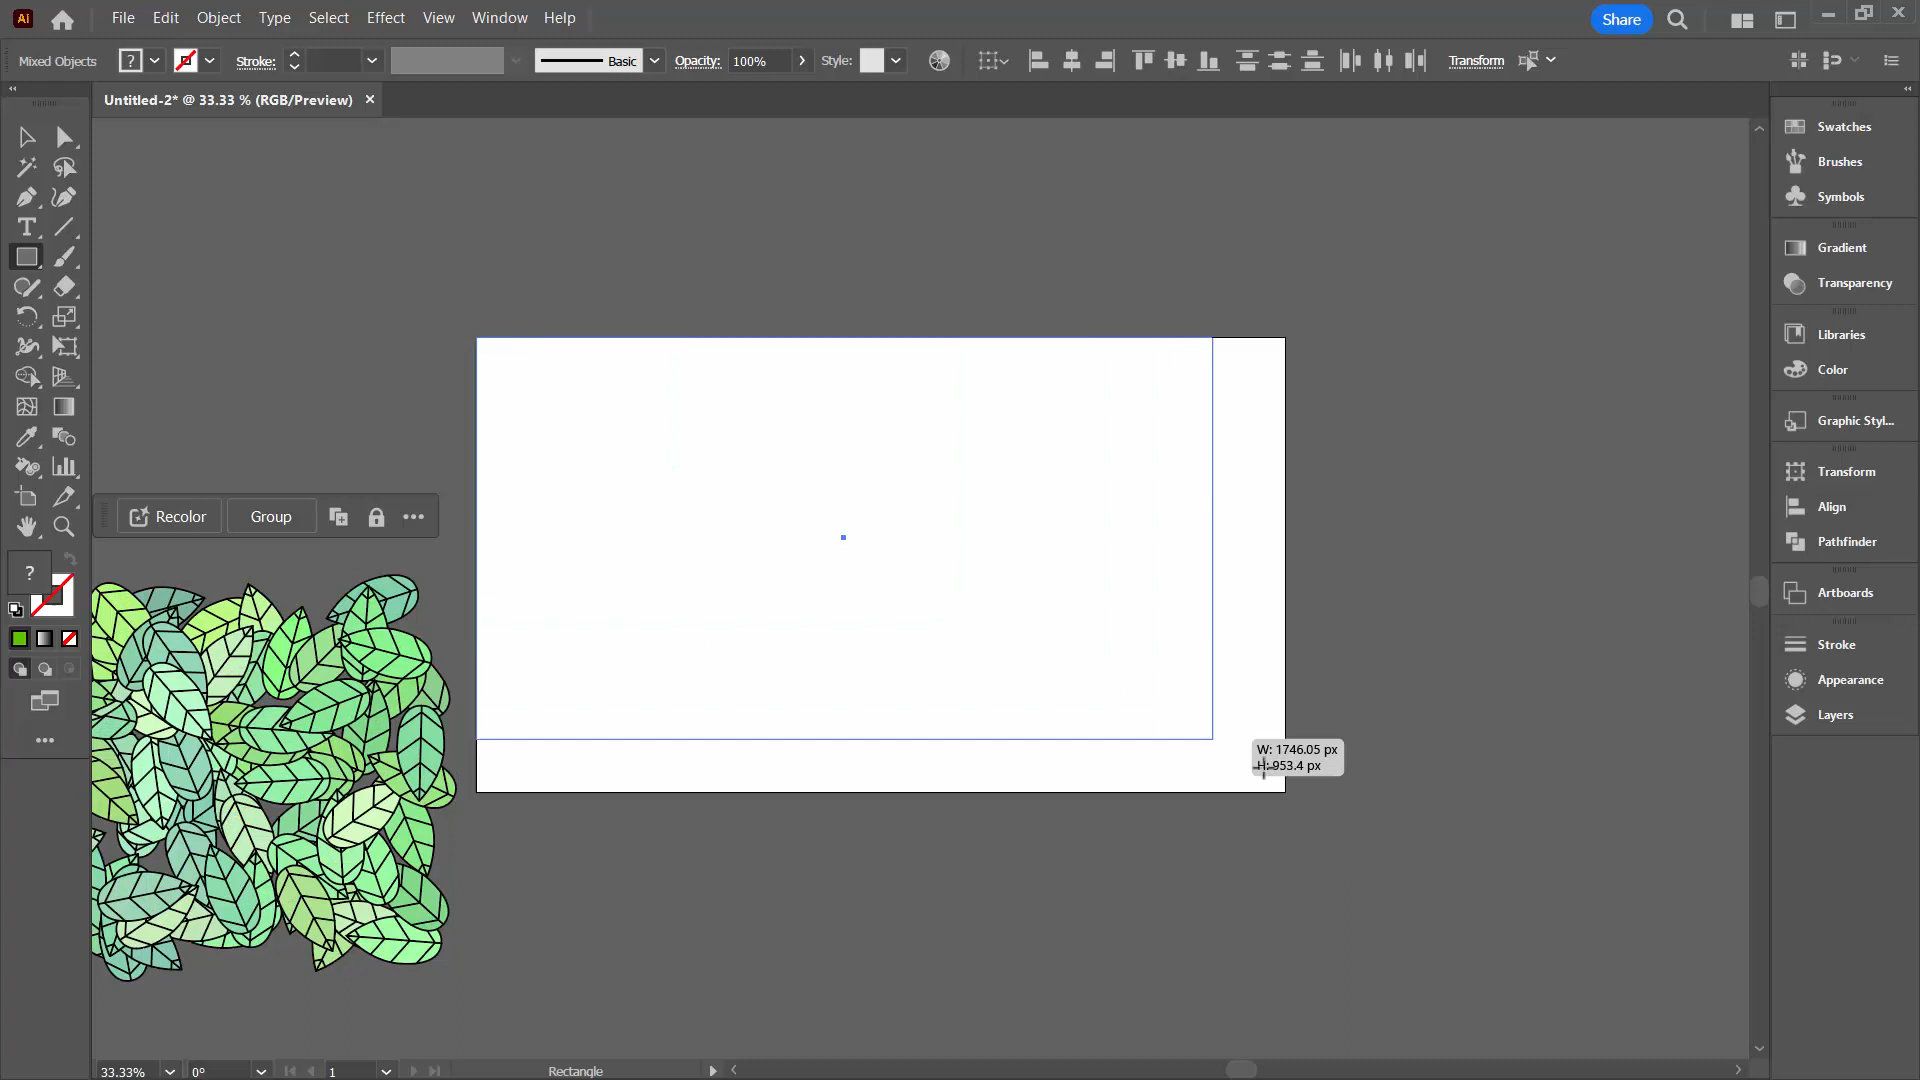 Ai File Edit Object Type Select Effect View Window Help Share
Mixed Objects ? Stroke: Basic Opacity: 100% Style: Transform
Untitled-2* @ 33.33 % (RGB/Preview) ×
T
Recolor Group
?
W: 1746.05 px
H: 953.4 px
Swatches
Brushes
Symbols
Gradient
Transparency
Libraries
Color
Graphic Styl...
Transform
Align
Pathfinder
Artboards
Stroke
Appearance
Layers
33.33% 0° 1 Rectangle